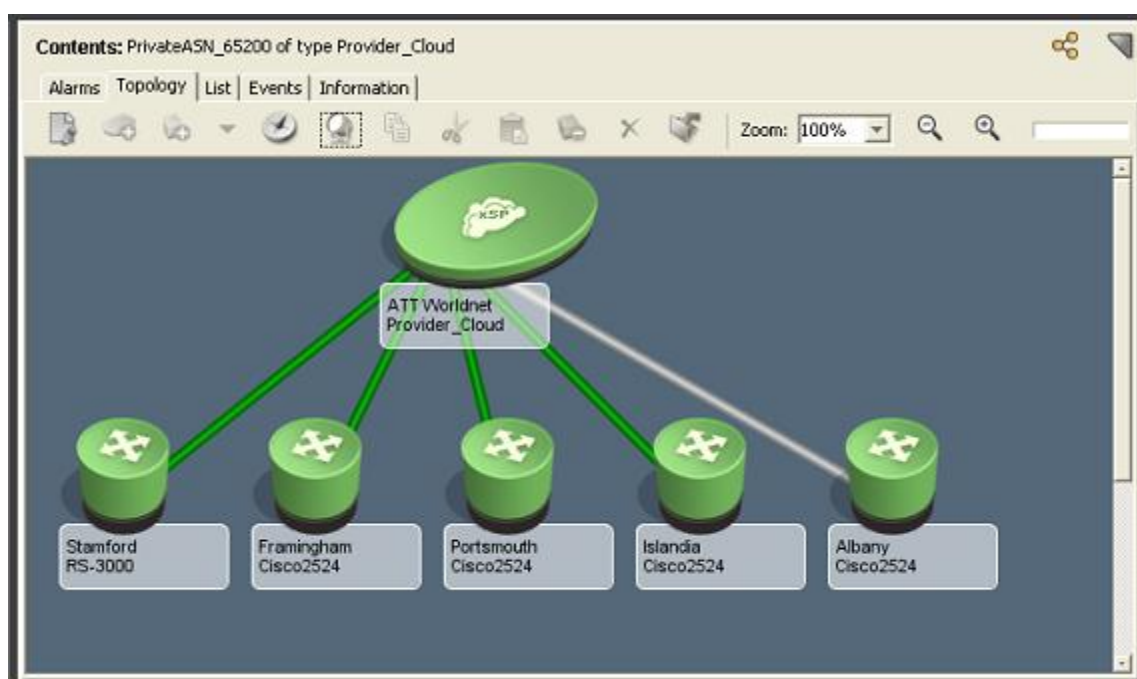 Contents: PrivateASN_65200 of type Provider_Cloud
Alarms Topology List Events Information
Zoom: 100%
xSP
ATT Worldnet
Provider_Cloud
Stamford
RS-3000
Framingham
Cisco2524
Portsmouth
Cisco2524
Islandia
Cisco2524
Albany
Cisco2524